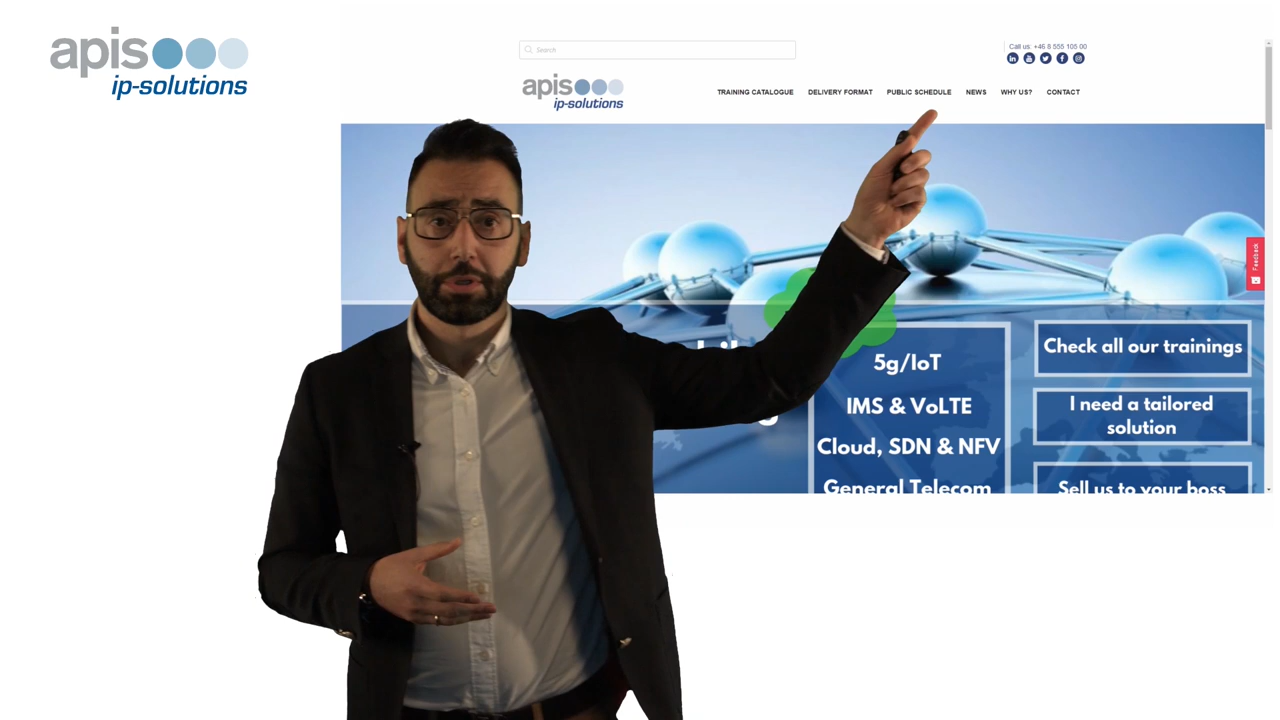 apis
ip-solutions
Search
Call us: +46 8 555 105 00
apis
ip-solutions
TRAINING CATALOGUE
DELIVERY FORMAT
PUBLIC SCHEDULE
NEWS
WHY US?
CONTACT
Feedback
5g/IoT
IMS & VoLTE
Cloud, SDN & NFV
General Telecom
Check all our trainings
I need a tailored
solution
Sell us to your boss